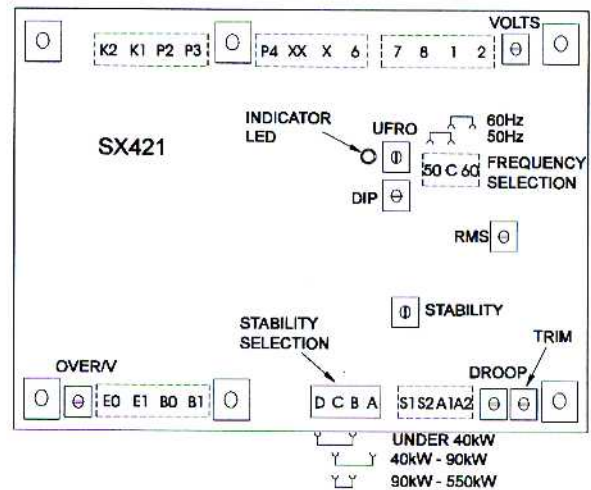 VOLTS
K2 K1 P2 P3 P4 XX X 6 7 8 1 2
SX421
INDICATOR
LED
UFRO
60Hz
50Hz
50 C 60
FREQUENCY
SELECTION
DIP
RMS
STABILITY
STABILITY
SELECTION
TRIM
OVER/V
DROOP
E0 E1 B0 B1
D C B A
S1 S2 A1 A2
UNDER 40kW
40kW - 90kW
90kW - 550kW